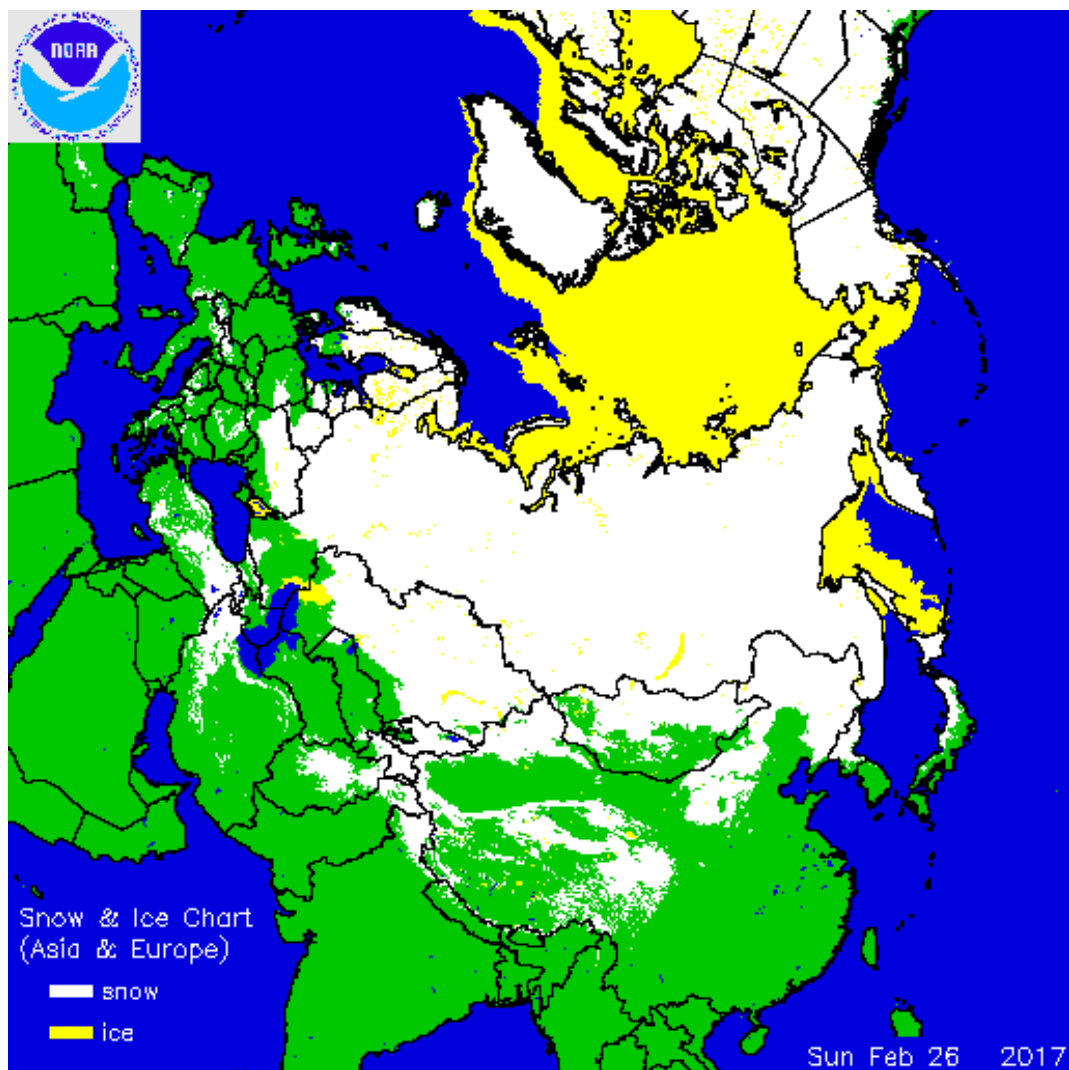 NOAA
Snow & Ice Chart
(Asia & Europe)
snow
ice
Sun Feb 26 2017